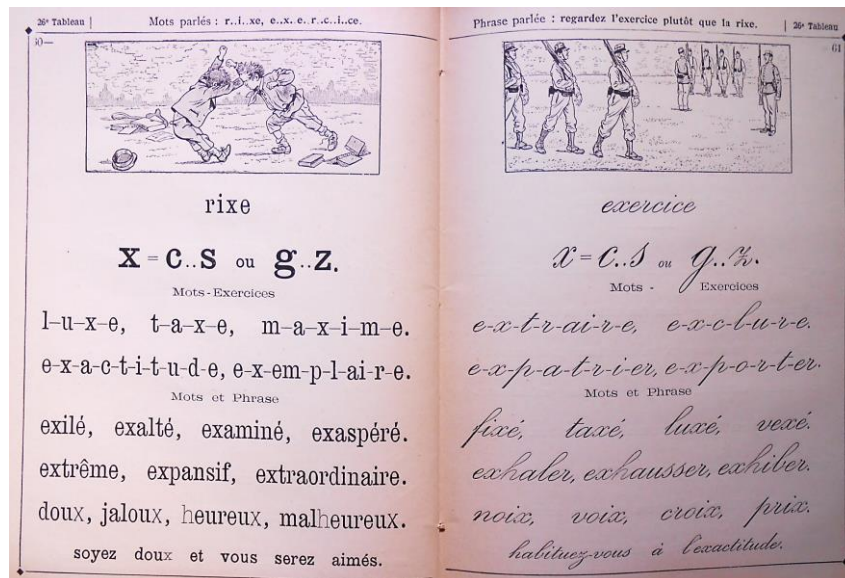 26e Tableau | Mots parlés : r..i..xe, e..x..e..r..c..i..ce.
60—
rixe
x = c..s ou g..z.
Mots-Exercices
l-u-x-e, t-a-x-e, m-a-x-i-m-e.
e-x-a-c-t-i-t-u-d-e, e-x-em-p-l-ai-r-e.
Mots et Phrase
exilé, exalté, examiné, exaspéré.
extrême, expansif, extraordinaire.
doux, jaloux, heureux, malheureux.
soyez doux et vous serez aimés.
Phrase parlée : regardez l'exercice plutôt que la rixe. | 26e Tableau
61
exercice
x = c..s ou g..z.
Mots - Exercices
e-x-t-r-ai-r-e, e-x-c-l-u-r-e.
e-x-p-a-t-r-i-er, e-x-p-o-r-t-er.
Mots et Phrase
fixé, taxé, luxé, vexé.
exhaler, exhausser, exhiber.
noix, voix, croix, prix.
habituez-vous à l'exactitude.